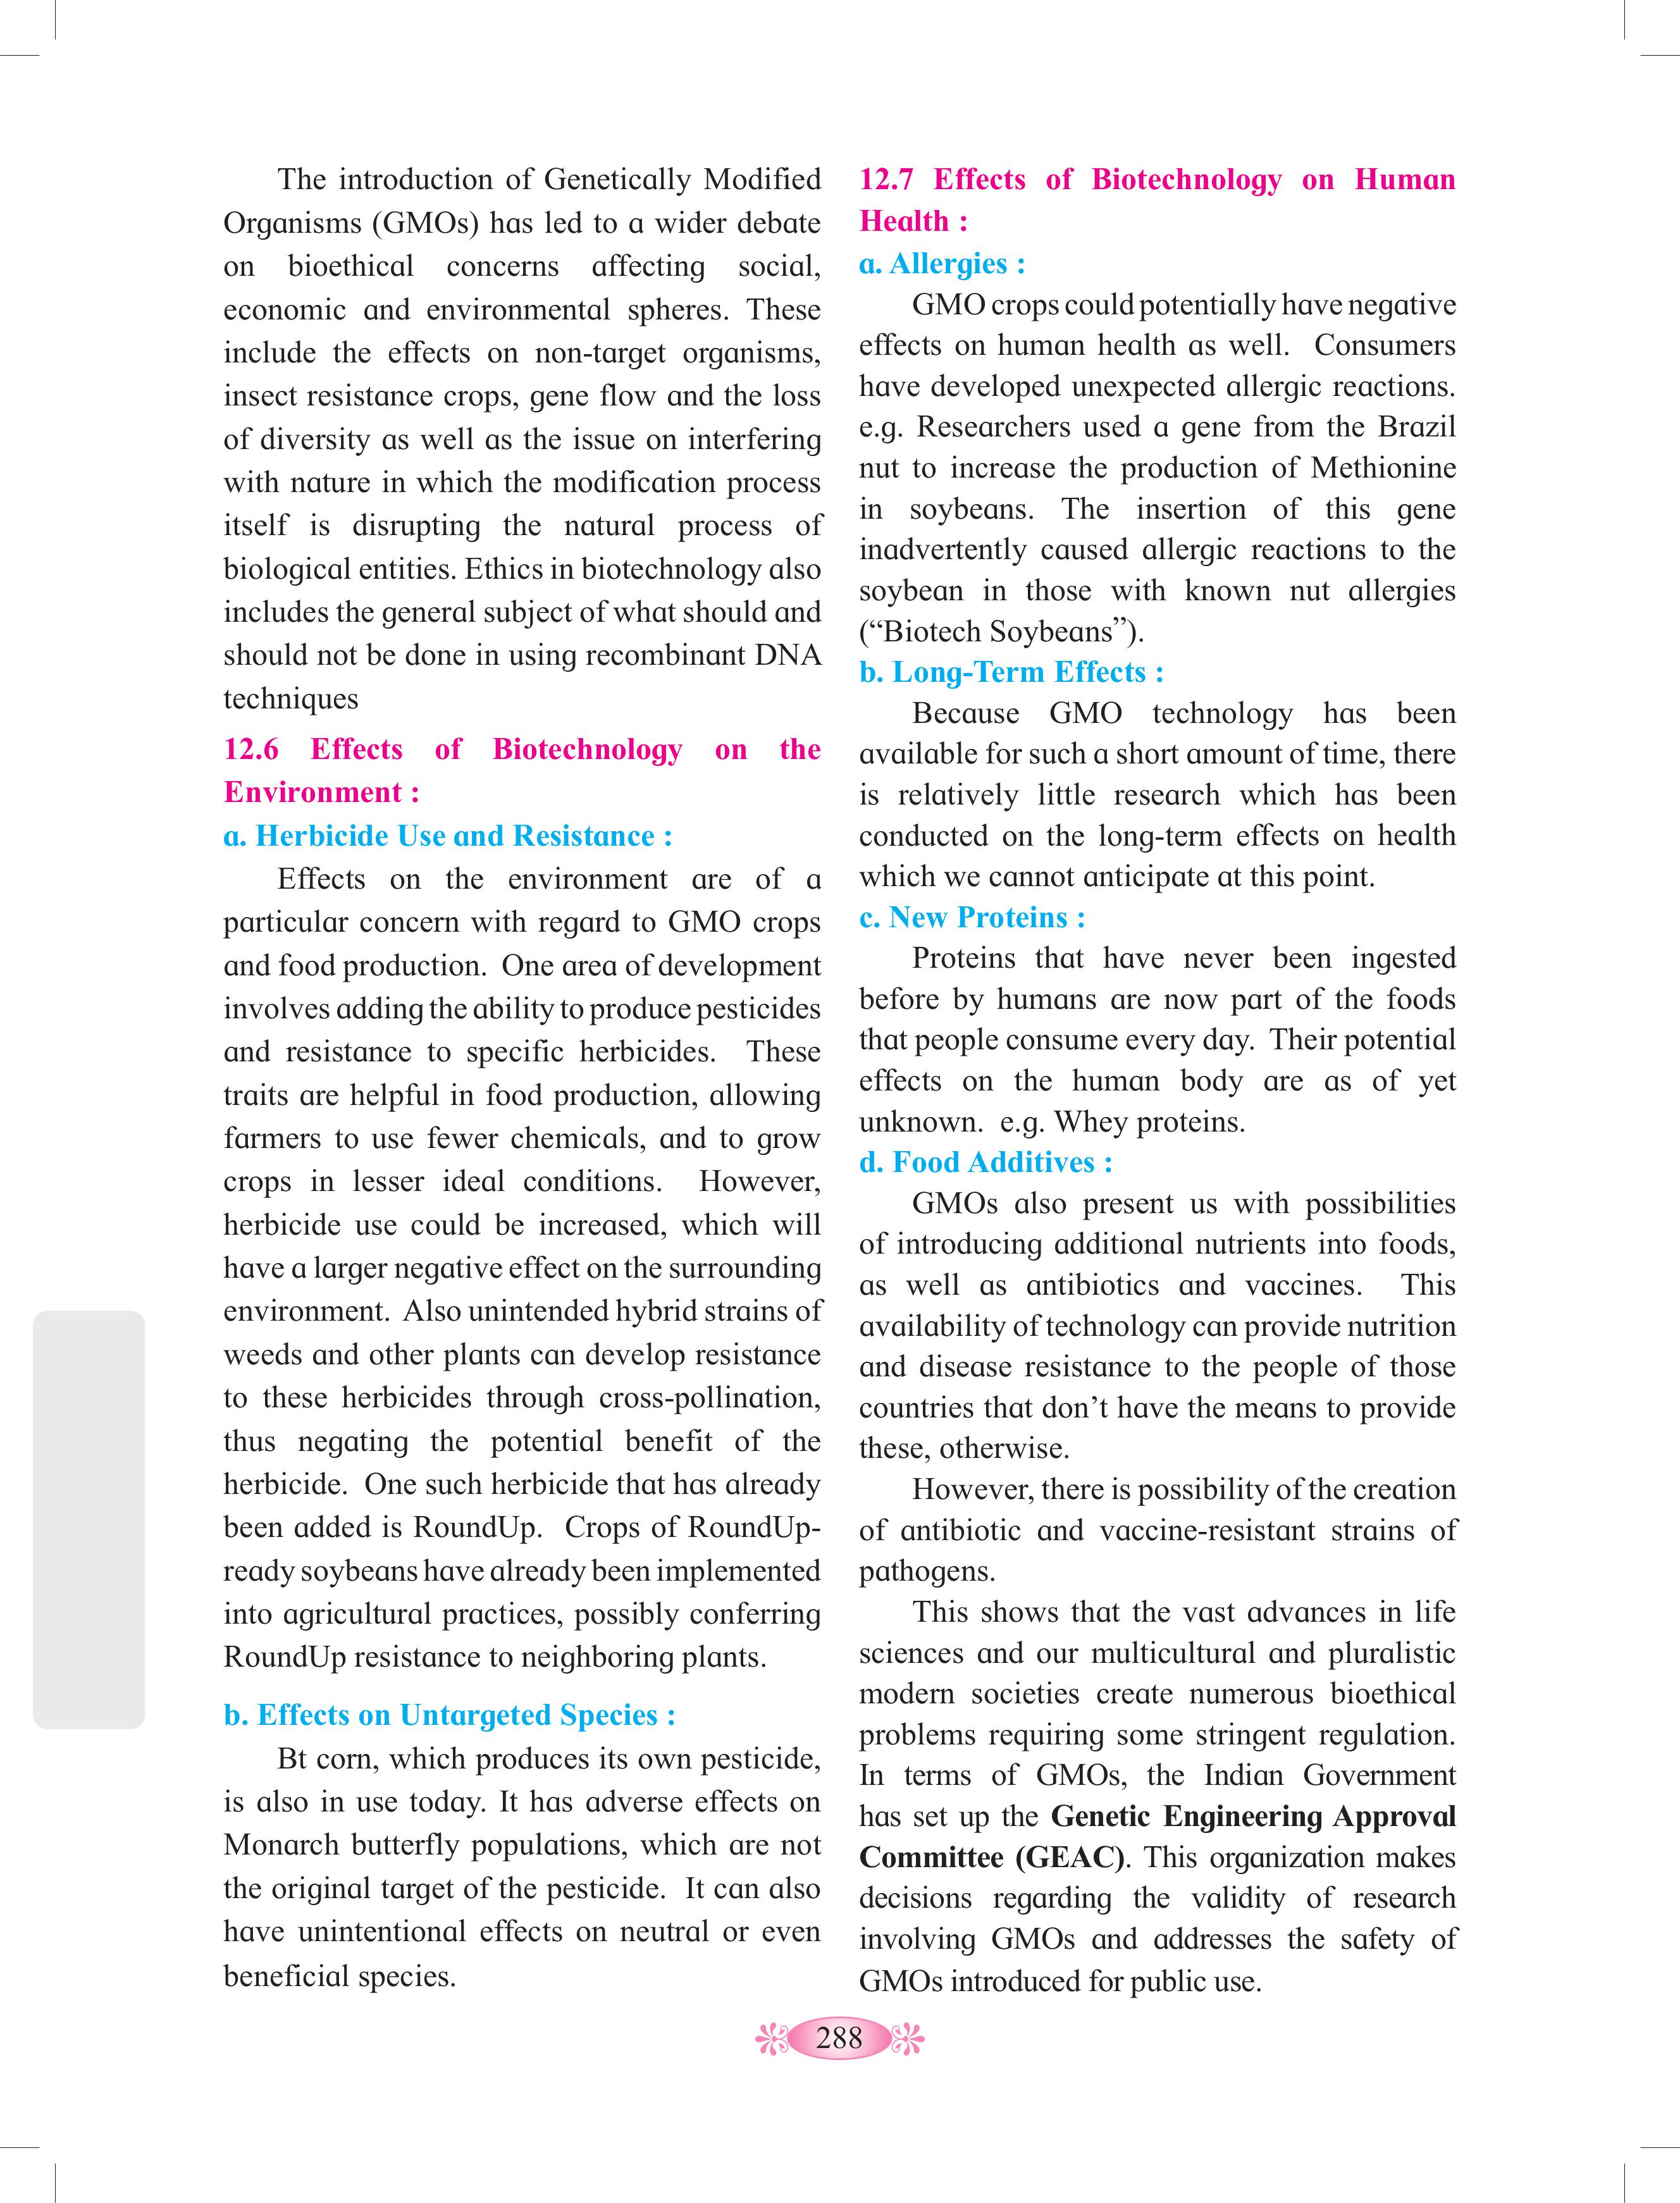 The introduction of Genetically Modified
Organisms (GMOs) has led to a wider debate
on bioethical concerns affecting social,
economic and environmental spheres. These
include the effects on non-target organisms,
insect resistance crops, gene flow and the loss
of diversity as well as the issue on interfering
with nature in which the modification process
itself is disrupting the natural process of
biological entities. Ethics in biotechnology also
includes the general subject of what should and
should not be done in using recombinant DNA
techniques
12.6 Effects of Biotechnology on the
Environment :
a. Herbicide Use and Resistance :
Effects on the environment are of a
particular concern with regard to GMO crops
and food production. One area of development
involves adding the ability to produce pesticides
and resistance to specific herbicides. These
traits are helpful in food production, allowing
farmers to use fewer chemicals, and to grow
crops in lesser ideal conditions. However,
herbicide use could be increased, which will
have a larger negative effect on the surrounding
environment. Also unintended hybrid strains of
weeds and other plants can develop resistance
to these herbicides through cross-pollination,
thus negating the potential benefit of the
herbicide. One such herbicide that has already
been added is RoundUp. Crops of RoundUp-
ready soybeans have already been implemented
into agricultural practices, possibly conferring
RoundUp resistance to neighboring plants.
b. Effects on Untargeted Species :
Bt corn, which produces its own pesticide,
is also in use today. It has adverse effects on
Monarch butterfly populations, which are not
the original target of the pesticide. It can also
have unintentional effects on neutral or even
beneficial species.
12.7 Effects of Biotechnology on Human
Health :
a. Allergies :
GMO crops could potentially have negative
effects on human health as well. Consumers
have developed unexpected allergic reactions.
e.g. Researchers used a gene from the Brazil
nut to increase the production of Methionine
in soybeans. The insertion of this gene
inadvertently caused allergic reactions to the
soybean in those with known nut allergies
(“Biotech Soybeans”).
b. Long-Term Effects :
Because GMO technology has been
available for such a short amount of time, there
is relatively little research which has been
conducted on the long-term effects on health
which we cannot anticipate at this point.
c. New Proteins :
Proteins that have never been ingested
before by humans are now part of the foods
that people consume every day. Their potential
effects on the human body are as of yet
unknown. e.g. Whey proteins.
d. Food Additives :
GMOs also present us with possibilities
of introducing additional nutrients into foods,
as well as antibiotics and vaccines. This
availability of technology can provide nutrition
and disease resistance to the people of those
countries that don’t have the means to provide
these, otherwise.
However, there is possibility of the creation
of antibiotic and vaccine-resistant strains of
pathogens.
This shows that the vast advances in life
sciences and our multicultural and pluralistic
modern societies create numerous bioethical
problems requiring some stringent regulation.
In terms of GMOs, the Indian Government
has set up the Genetic Engineering Approval
Committee (GEAC). This organization makes
decisions regarding the validity of research
involving GMOs and addresses the safety of
GMOs introduced for public use.
288